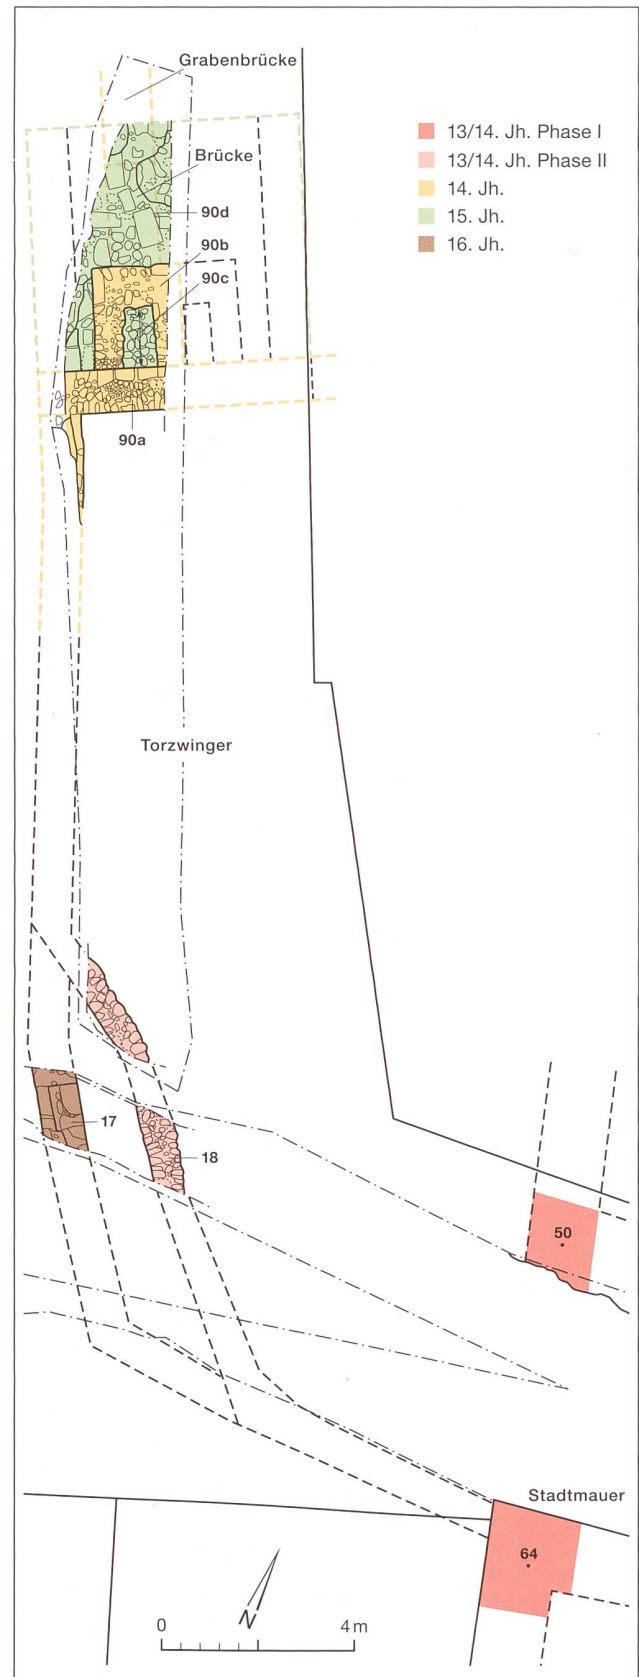 Grabenbrücke
13/14. Jh. Phase I
13/14. Jh. Phase II
14. Jh.
15. Jh.
16. Jh.
Brücke
90d
90b
90c
90a
Torzwinger
17
18
50
Stadtmauer
64
N
0 4 m